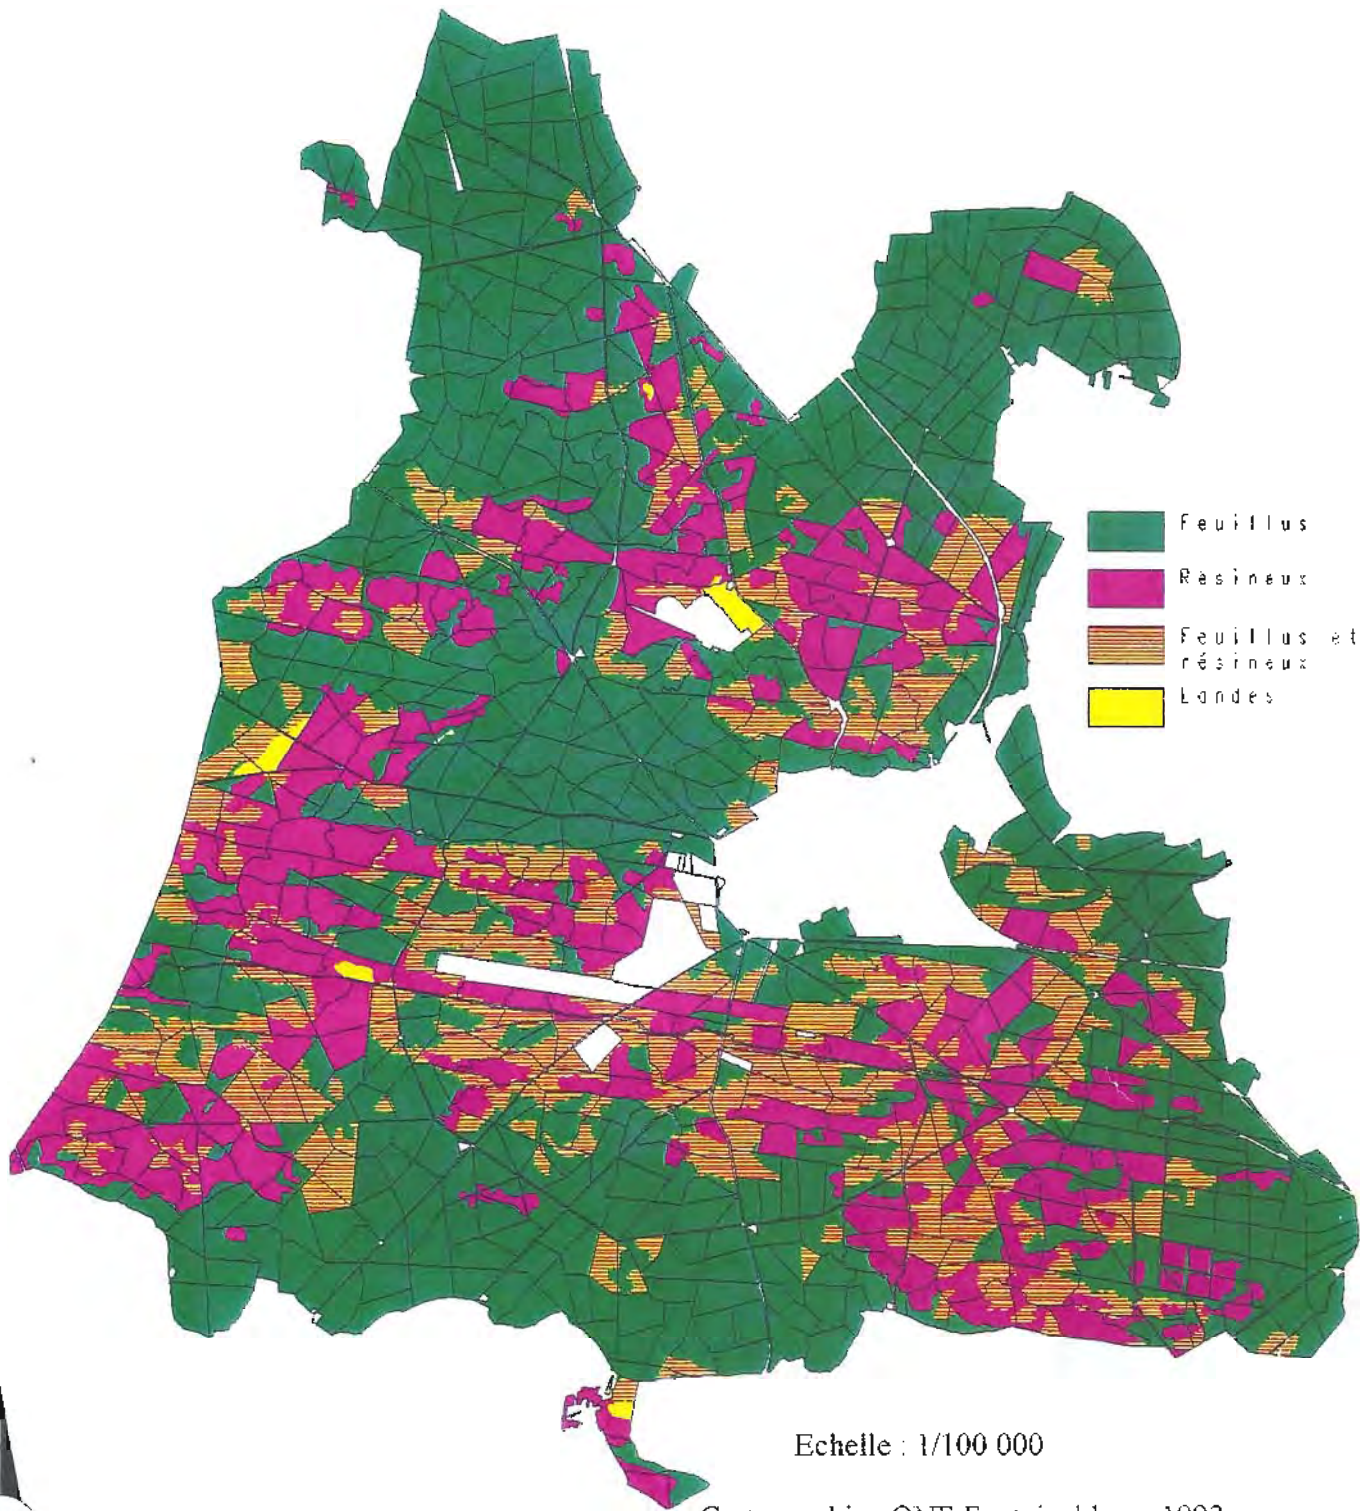 Feuillus
Résineux
Feuillus et
résineux
Landes
Echelle : 1/100 000